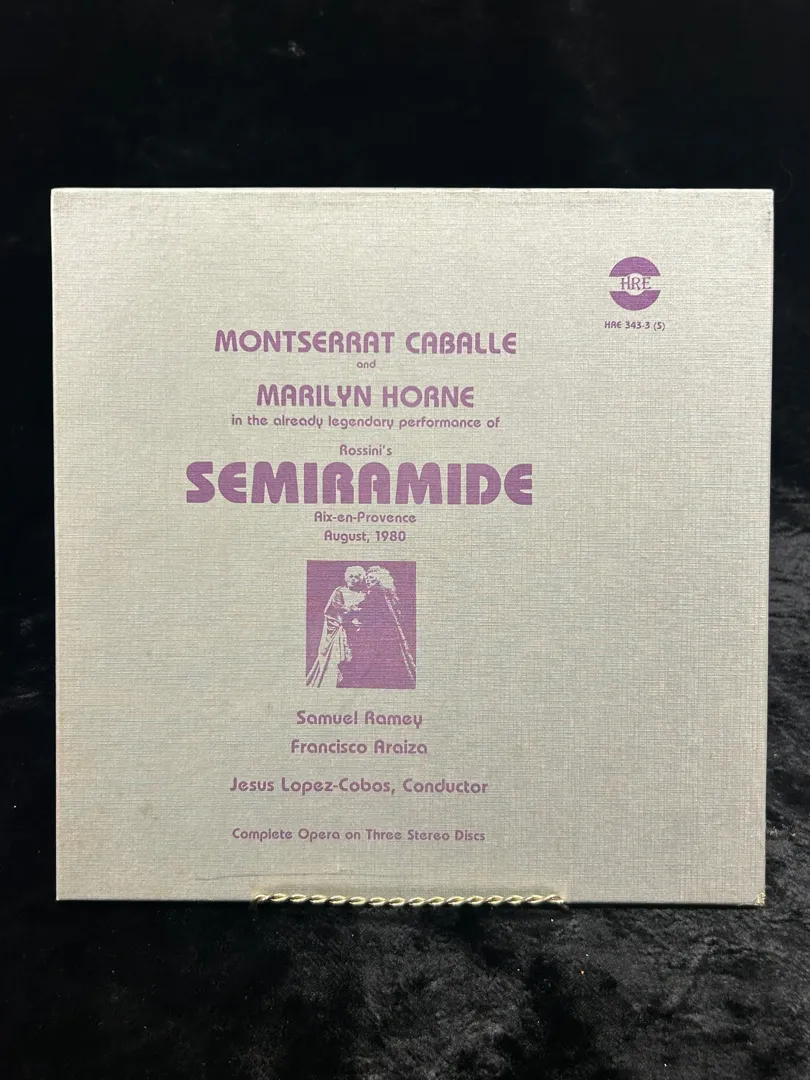 HRE
HRE 343-3 (S)
MONTSERRAT CABALLE
and
MARILYN HORNE
in the already legendary performance of
Rossini's
SEMIRAMIDE
Aix-en-Provence
August, 1980
Samuel Ramey
Francisco Araiza
Jesus Lopez-Cobos, Conductor
Complete Opera on Three Stereo Discs